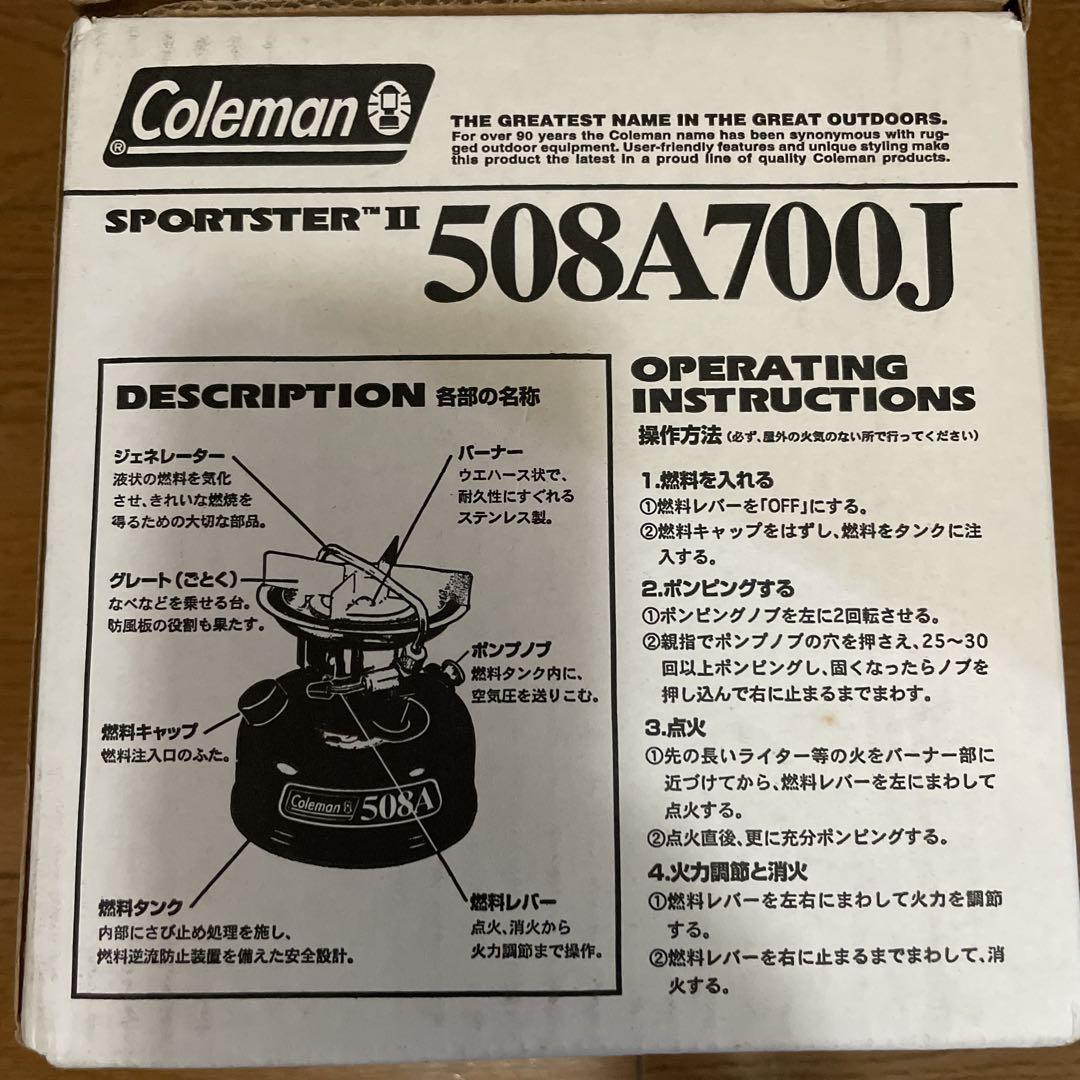 Coleman
®
THE GREATEST NAME IN THE GREAT OUTDOORS.
For over 90 years the Coleman name has been synonymous with rug-
ged outdoor equipment. User-friendly features and unique styling make
this product the latest in a proud line of quality Coleman products.
SPORTSTER™ II 508A700J
DESCRIPTION 各部の名称
ジェネレーター
液状の燃料を気化
させ、きれいな燃焼を
得るための大切な部品。
バーナー
ウエハース状で、
耐久性にすぐれる
ステンレス製。
グレート(ごとく)
なべなどを乗せる台。
防風板の役割も果たす。
ポンプノブ
燃料タンク内に、
空気圧を送りこむ。
燃料キャップ
燃料注入口のふた。
Coleman 508A
燃料タンク
内部にさび止め処理を施し、
燃料逆流防止装置を備えた安全設計。
燃料レバー
点火、消火から
火力調節まで操作。
OPERATING
INSTRUCTIONS
操作方法(必ず、屋外の火気のない所で行ってください)
1.燃料を入れる
①燃料レバーを「OFF」にする。
②燃料キャップをはずし、燃料をタンクに注
入する。
2.ポンピングする
①ポンピングノブを左に2回転させる。
②親指でポンプノブの穴を押さえ、25〜30
回以上ポンピングし、固くなったらノブを
押し込んで右に止まるまでまわす。
3.点火
①先の長いライター等の火をバーナー部に
近づけてから、燃料レバーを左にまわして
点火する。
②点火直後、更に充分ポンピングする。
4.火力調節と消火
①燃料レバーを左右にまわして火力を調節
する。
②燃料レバーを右に止まるまでまわして、消
火する。